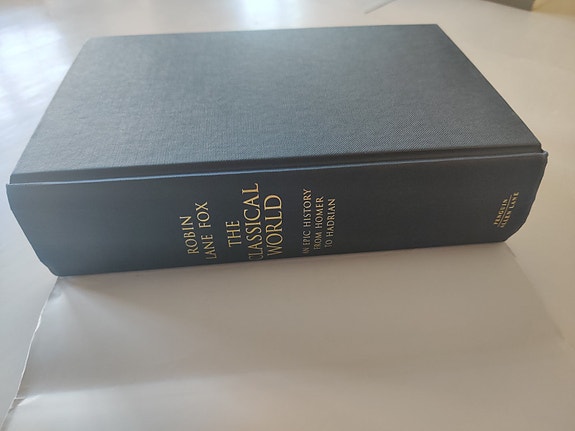 ROBIN
LANE FOX
THE
CLASSICAL
WORLD
AN EPIC HISTORY
FROM HOMER
TO HADRIAN
PENGUIN
ALLEN LANE